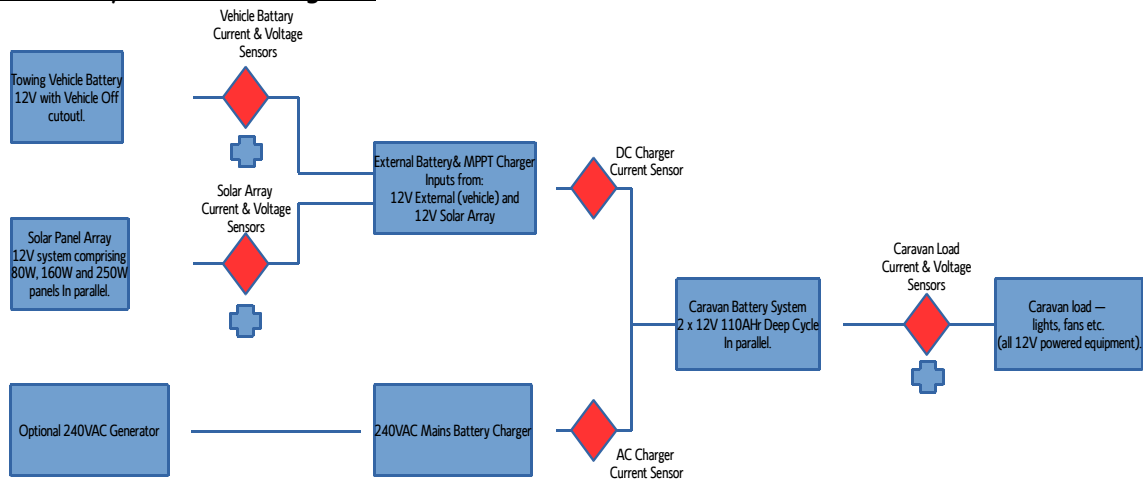 Vehicle Battary
Current & Voltage
Sensors
Towing Vehicle Battery
12V with Vehicle Off
cutoutl.
Solar Array
Current & Voltage
Sensors
Solar Panel Array
12V system comprising
80W, 160W and 250W
panels In parallel.
External Battery& MPPT Charger
Inputs from:
12V External (vehicle) and
12V Solar Array
DC Charger
Current Sensor
Caravan Battery System
2 x 12V 110AHr Deep Cycle
In parallel.
Caravan Load
Current & Voltage
Sensors
Caravan load —
lights, fans etc.
(all 12V powered equipment).
Optional 240VAC Generator
240VAC Mains Battery Charger
AC Charger
Current Sensor